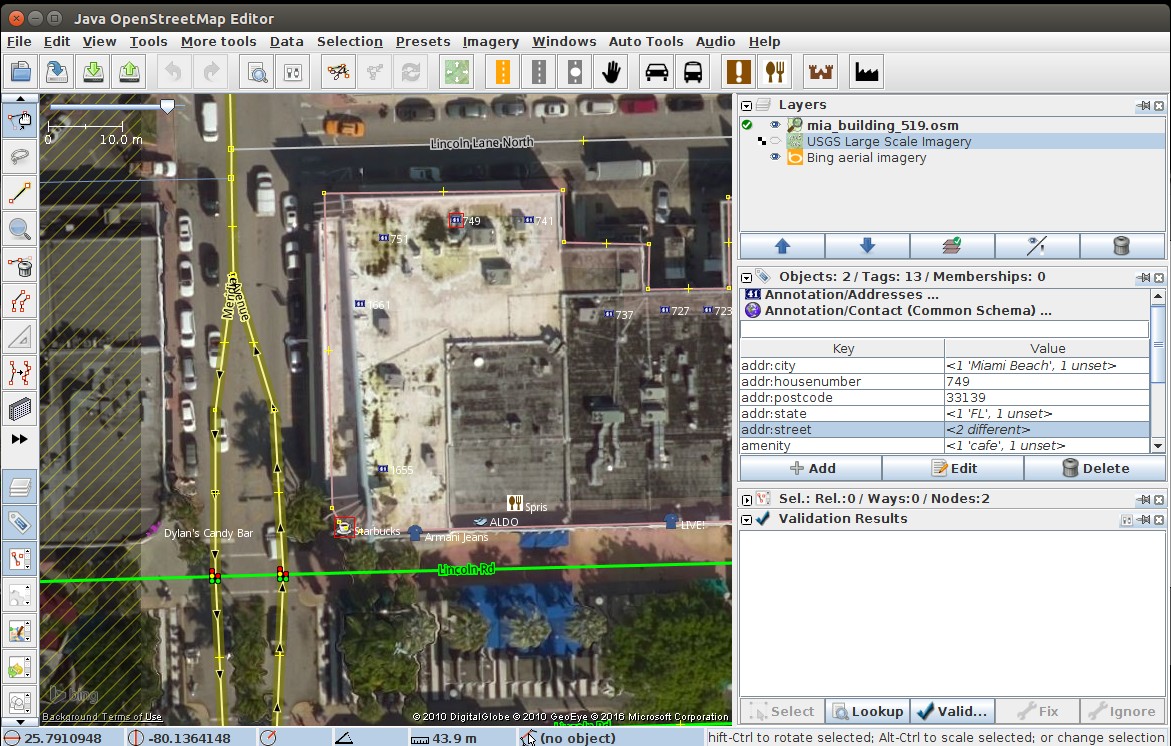 Java OpenStreetMap Editor
File Edit View Tools More tools Data Selection Presets Imagery Windows Auto Tools Audio Help
0 10.0 m
Lincoln Lane North
749
741
751
Meridian Avenue
1661
737
727
723
1655
Spris
ALDO
Dylan's Candy Bar
Starbucks
Armani Jeans
LIVE!
Lincoln Rd
bing
Background Terms of Use
© 2010 DigitalGlobe © 2010 GeoEye © 2016 Microsoft Corporation
Lincoln Rd
Layers
mia_building_519.osm
USGS Large Scale Imagery
Bing aerial imagery
Objects: 2 / Tags: 13 / Memberships: 0
41 Annotation/Addresses ...
Annotation/Contact (Common Schema) ...
Key Value
addr:city <1 'Miami Beach', 1 unset>
addr:housenumber 749
addr:postcode 33139
addr:state <1 'FL', 1 unset>
addr:street <2 different>
amenity <1 'cafe', 1 unset>
Add Edit Delete
Sel.: Rel.:0 / Ways:0 / Nodes:2
Validation Results
Select Lookup Valid... Fix Ignore
25.7910948 -80.1364148 43.9 m (no object) hift-Ctrl to rotate selected; Alt-Ctrl to scale selected; or change selection